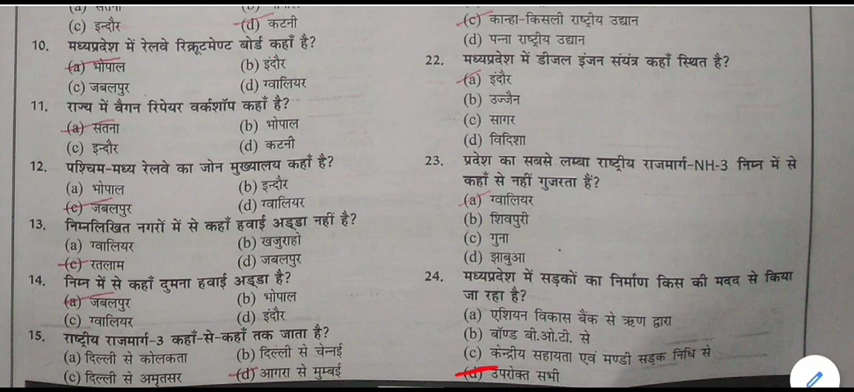 (c) इन्दौर (d) कटनी
10. मध्यप्रदेश में रेलवे रिक्रूटमेण्ट बोर्ड कहाँ है?
(a) भोपाल (b) इंदौर
(c) जबलपुर (d) ग्वालियर
11. राज्य में वैगन रिपेयर वर्कशॉप कहाँ है?
(a) सतना (b) भोपाल
(c) इन्दौर (d) कटनी
12. पश्चिम-मध्य रेलवे का जोन मुख्यालय कहाँ है?
(a) भोपाल (b) इन्दौर
(c) जबलपुर (d) ग्वालियर
13. निम्नलिखित नगरों में से कहाँ हवाई अड्डा नहीं है?
(a) ग्वालियर (b) खजुराहो
(c) रतलाम (d) जबलपुर
14. निम्न में से कहाँ दुमना हवाई अड्डा है?
(a) जबलपुर (b) भोपाल
(c) ग्वालियर (d) इंदौर
15. राष्ट्रीय राजमार्ग-3 कहाँ-से-कहाँ तक जाता है?
(a) दिल्ली से कोलकता (b) दिल्ली से चेन्नई
(c) दिल्ली से अमृतसर (d) आगरा से मुम्बई
(c) कान्हा-किसली राष्ट्रीय उद्यान
(d) पन्ना राष्ट्रीय उद्यान
22. मध्यप्रदेश में डीजल इंजन संयंत्र कहाँ स्थित है?
(a) इंदौर
(b) उज्जैन
(c) सागर
(d) विदिशा
23. प्रदेश का सबसे लम्बा राष्ट्रीय राजमार्ग-NH-3 निम्न में से
कहाँ से नहीं गुजरता हैं?
(a) ग्वालियर
(b) शिवपुरी
(c) गुना
(d) झाबुआ
24. मध्यप्रदेश में सड़कों का निर्माण किस की मदद से किया
जा रहा है?
(a) एशियन विकास बैंक से ऋण द्वारा
(b) बॉण्ड बी.ओ.टी. से
(c) केन्द्रीय सहायता एवं मण्डी सड़क निधि से
(d) उपरोक्त सभी